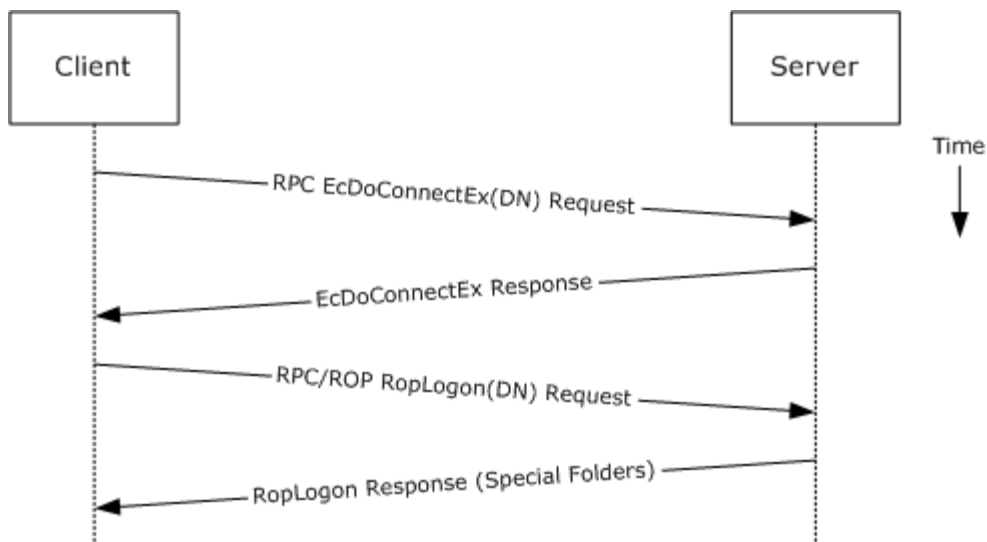 Client
Server
Time
RPC EcDoConnectEx(DN) Request
EcDoConnectEx Response
RPC/ROP RopLogon(DN) Request
RopLogon Response (Special Folders)